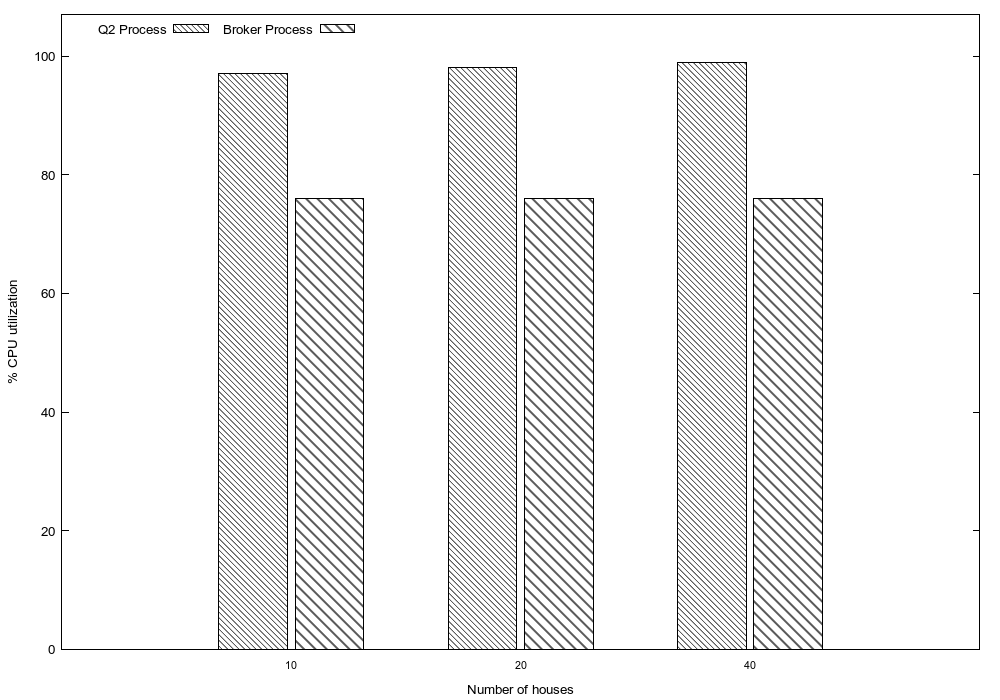 Q2 Process
Broker Process
100
80
60
40
20
0
% CPU utilization
10
20
40
Number of houses